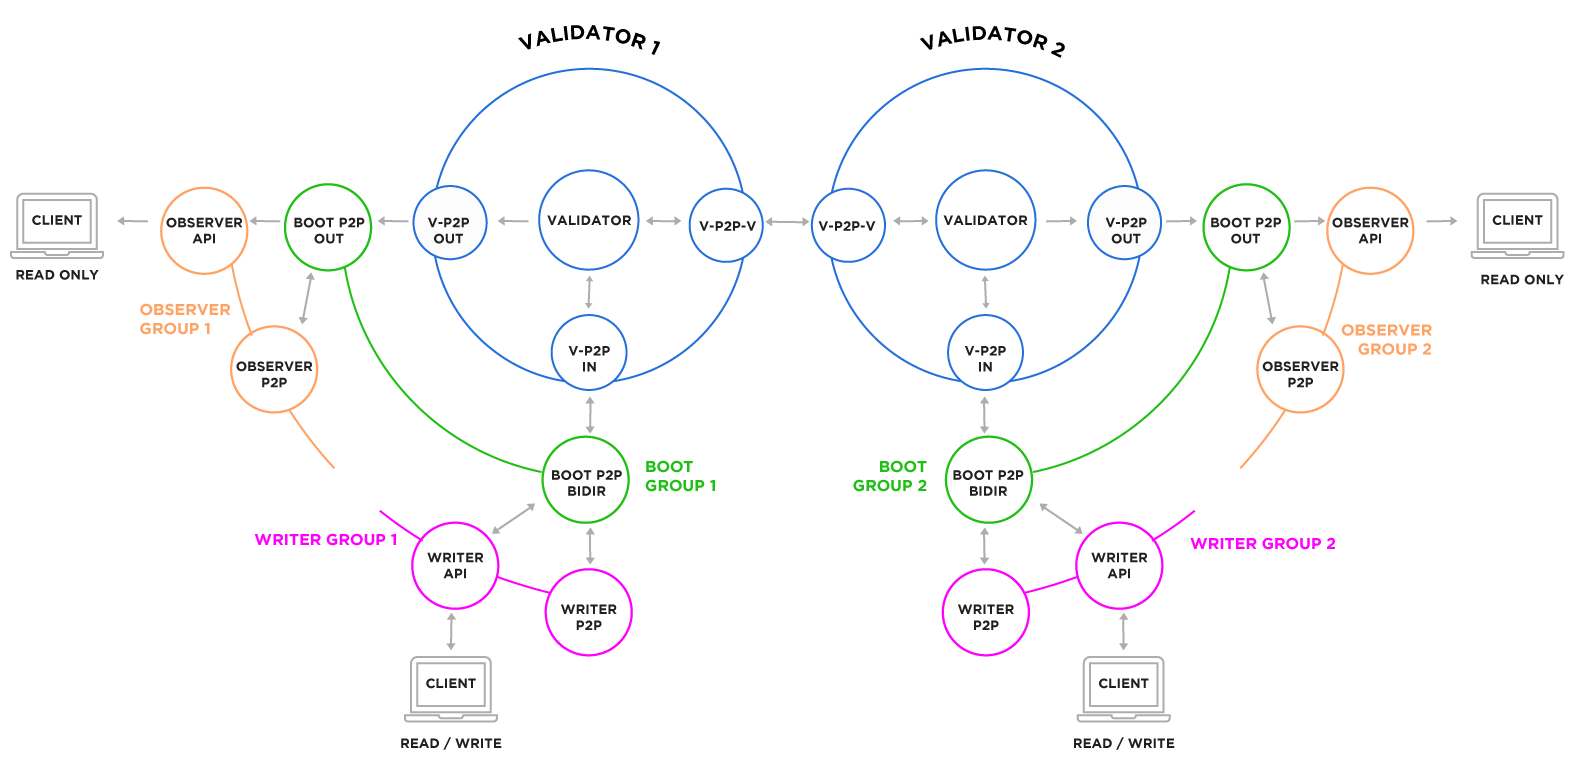 VALIDATOR 1
VALIDATOR 2
CLIENT
READ ONLY
OBSERVER
API
BOOT P2P
OUT
V-P2P
OUT
VALIDATOR
V-P2P-V
V-P2P-V
VALIDATOR
V-P2P
OUT
BOOT P2P
OUT
OBSERVER
API
CLIENT
READ ONLY
OBSERVER
GROUP 1
OBSERVER
P2P
V-P2P
IN
V-P2P
IN
OBSERVER
GROUP 2
OBSERVER
P2P
BOOT P2P
BIDIR
BOOT
GROUP 1
BOOT
GROUP 2
BOOT P2P
BIDIR
WRITER GROUP 1
WRITER
API
WRITER
P2P
WRITER
P2P
WRITER
API
WRITER GROUP 2
CLIENT
READ / WRITE
CLIENT
READ / WRITE